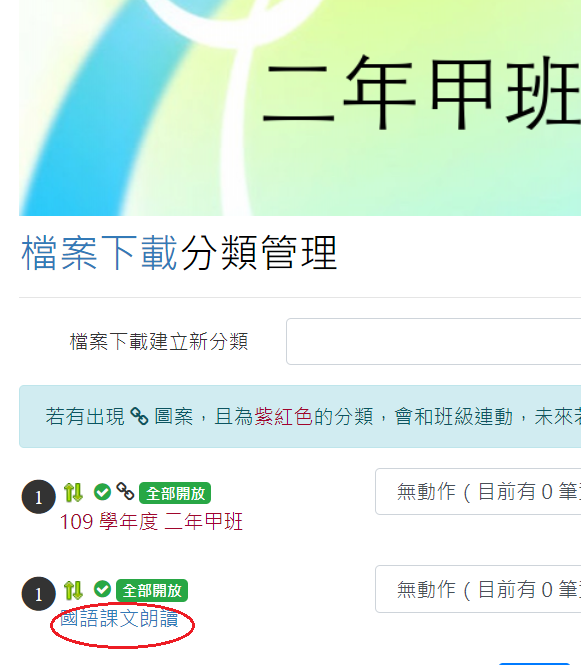 二年甲班
檔案下載分類管理
檔案下載建立新分類
若有出現 圖案，且為紫紅色的分類，會和班級連動，未來
1 全部開放 無動作 ( 目前有 0 筆
109 學年度 二年甲班
1 全部開放 無動作 ( 目前有 0 筆
國語課文朗讀